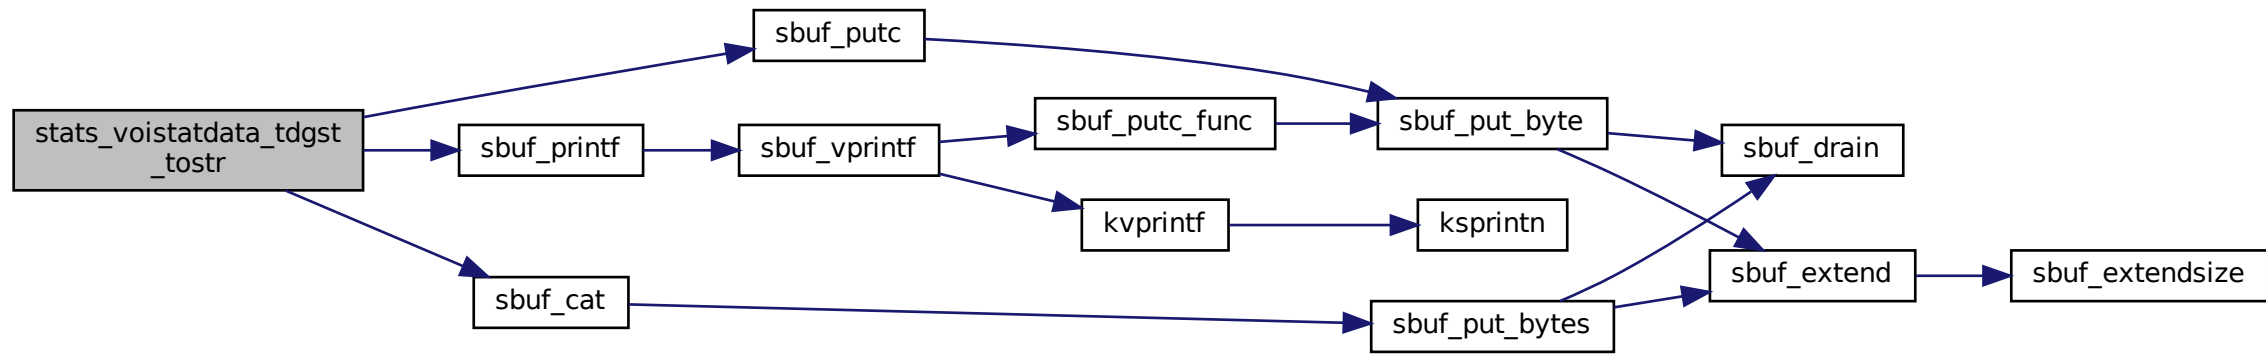 stats_voistatdata_tdgst
_tostr
sbuf_putc
sbuf_printf
sbuf_cat
sbuf_vprintf
sbuf_putc_func
kvprintf
sbuf_put_byte
ksprintn
sbuf_put_bytes
sbuf_drain
sbuf_extend
sbuf_extendsize